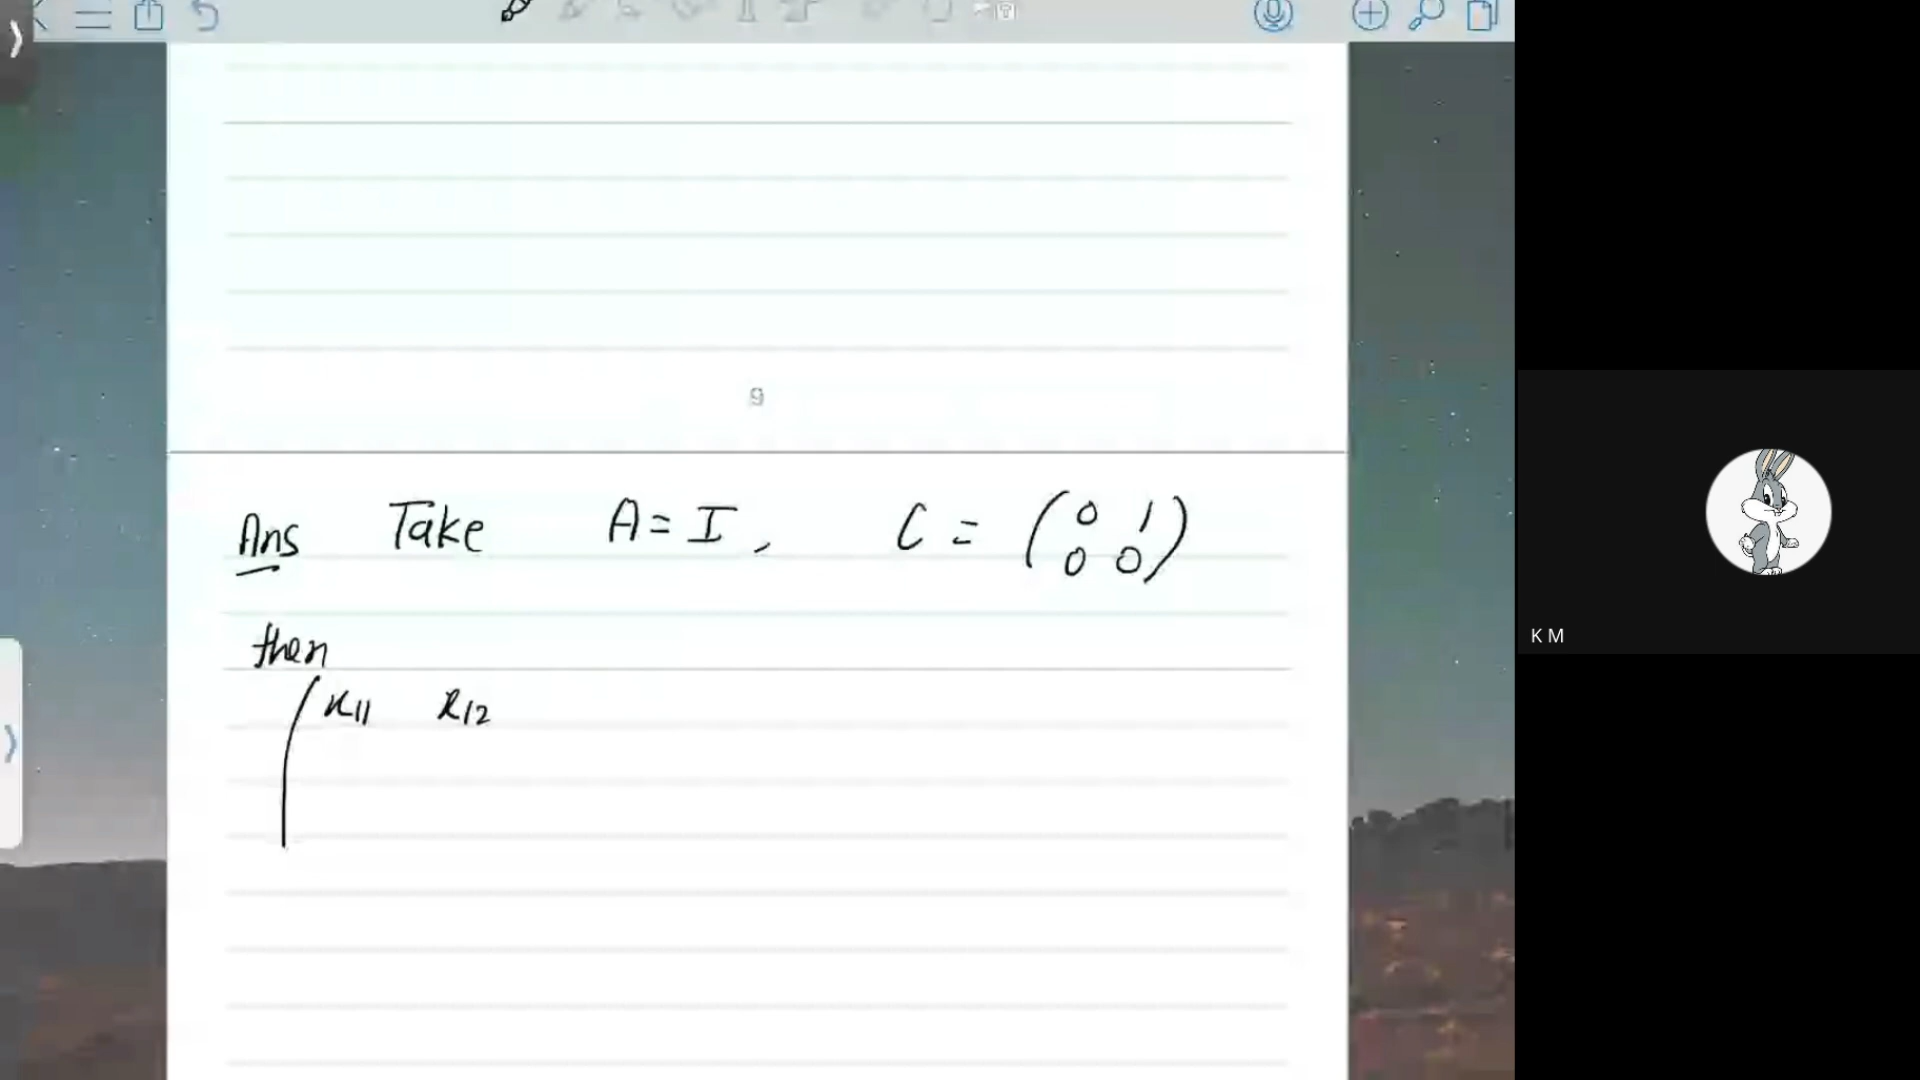 9
Ans Take A = I, C = (0 1
0 0)
then
(x11 x12
K M